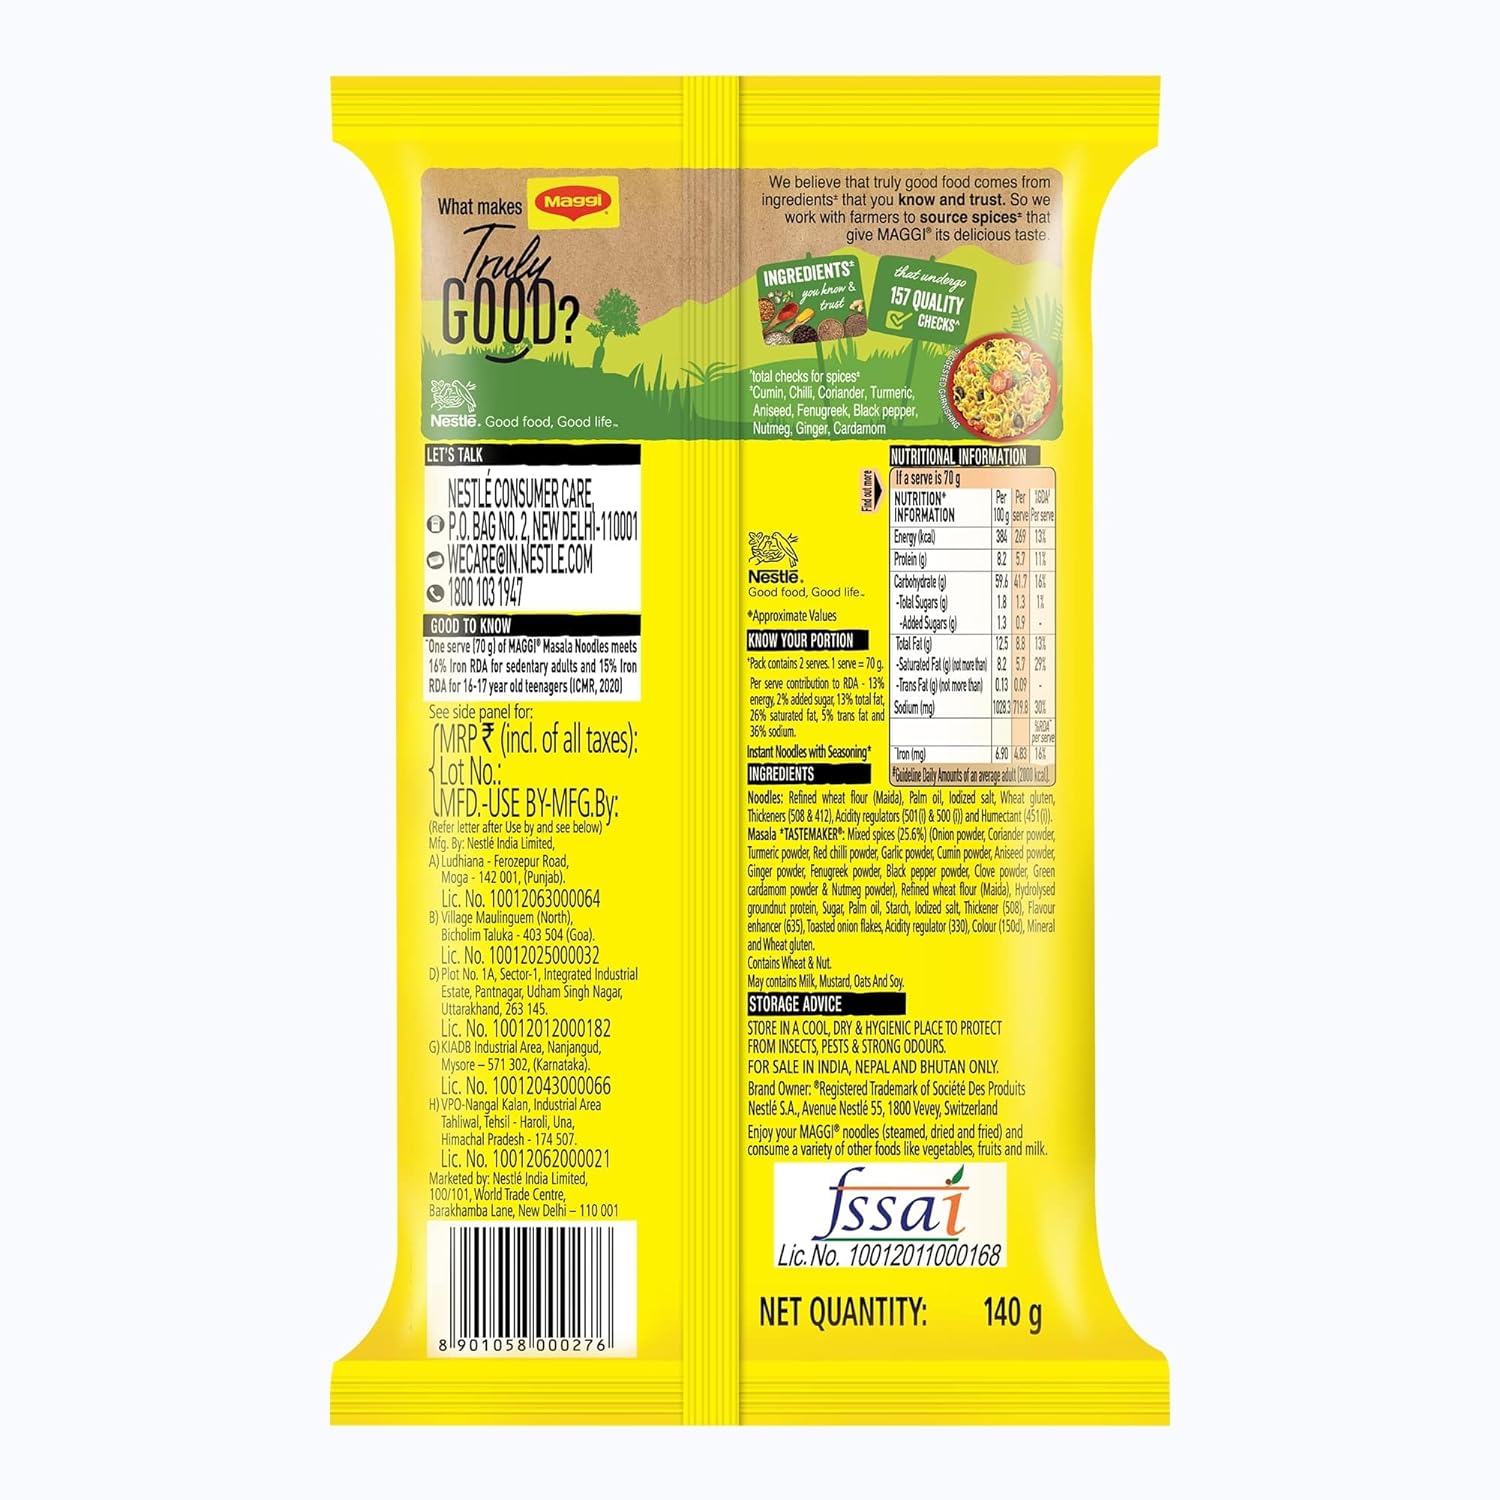 What makes Maggi
Truly
GOOD?
Nestlé. Good food, Good life™
We believe that truly good food comes from
ingredients± that you know and trust. So we
work with farmers to source spices± that
give MAGGI® its delicious taste.
INGREDIENTS±
you know &
trust
that undergo
157 QUALITY
CHECKS^
SUGGESTED GARNISHING
^total checks for spices±
±Cumin, Chilli, Coriander, Turmeric,
Aniseed, Fenugreek, Black pepper,
Nutmeg, Ginger, Cardamom
LET'S TALK
NESTLÉ CONSUMER CARE,
P.O. BAG NO. 2, NEW DELHI-110001
WECARE@IN.NESTLE.COM
1800 103 1947
GOOD TO KNOW
~One serve (70 g) of MAGGI® Masala Noodles meets
16% Iron RDA for sedentary adults and 15% Iron
RDA for 16-17 year old teenagers (ICMR, 2020)
See side panel for:
MRP ₹ (incl. of all taxes):
Lot No.:
MFD.-USE BY-MFG.By:
(Refer letter after Use by and see below)
Mfg. By: Nestlé India Limited,
A) Ludhiana - Ferozepur Road,
Moga - 142 001, (Punjab).
Lic. No. 10012063000064
B) Village Maulinguem (North),
Bicholim Taluka - 403 504 (Goa).
Lic. No. 10012025000032
D) Plot No. 1A, Sector-1, Integrated Industrial
Estate, Pantnagar, Udham Singh Nagar,
Uttarakhand, 263 145.
Lic. No. 10012012000182
G) KIADB Industrial Area, Nanjangud,
Mysore – 571 302, (Karnataka).
Lic. No. 10012043000066
H) VPO-Nangal Kalan, Industrial Area
Tahliwal, Tehsil - Haroli, Una,
Himachal Pradesh - 174 507.
Lic. No. 10012062000021
Marketed by: Nestlé India Limited,
100/101, World Trade Centre,
Barakhamba Lane, New Delhi – 110 001
8 901058 000276
Find out more
NUTRITIONAL INFORMATION
If a serve is 70 g
NUTRITION* INFORMATION Per 100 g Per serve %GDA# Per serve
Energy (kcal) 384 269 13%
Protein (g) 8.2 5.7 11%
Carbohydrate (g) 59.6 41.7 16%
-Total Sugars (g) 1.8 1.3 1%
-Added Sugars (g) 1.3 0.9 -
Total Fat (g) 12.5 8.8 13%
-Saturated Fat (g) (not more than) 8.2 5.7 29%
-Trans Fat (g) (not more than) 0.13 0.09 -
Sodium (mg) 1028.3 719.8 30%
%RDA~ per serve
~Iron (mg) 6.90 4.83 16%
#Guideline Daily Amounts of an average adult (2000 kcal).
Nestlé.
Good food, Good life™
*Approximate Values
KNOW YOUR PORTION
*Pack contains 2 serves. 1 serve = 70 g.
Per serve contribution to RDA - 13%
energy, 2% added sugar, 13% total fat,
26% saturated fat, 5% trans fat and
36% sodium.
Instant Noodles with Seasoning*
INGREDIENTS
Noodles: Refined wheat flour (Maida), Palm oil, Iodized salt, Wheat gluten,
Thickeners (508 & 412), Acidity regulators (501(i) & 500 (i)) and Humectant (451(i)).
Masala *TASTEMAKER®: Mixed spices (25.6%) (Onion powder, Coriander powder,
Turmeric powder, Red chilli powder, Garlic powder, Cumin powder, Aniseed powder,
Ginger powder, Fenugreek powder, Black pepper powder, Clove powder, Green
cardamom powder & Nutmeg powder), Refined wheat flour (Maida), Hydrolysed
groundnut protein, Sugar, Palm oil, Starch, Iodized salt, Thickener (508), Flavour
enhancer (635), Toasted onion flakes, Acidity regulator (330), Colour (150d), Mineral
and Wheat gluten.
Contains Wheat & Nut.
May contains Milk, Mustard, Oats And Soy.
STORAGE ADVICE
STORE IN A COOL, DRY & HYGIENIC PLACE TO PROTECT
FROM INSECTS, PESTS & STRONG ODOURS.
FOR SALE IN INDIA, NEPAL AND BHUTAN ONLY.
Brand Owner: ®Registered Trademark of Société Des Produits
Nestlé S.A., Avenue Nestlé 55, 1800 Vevey, Switzerland
Enjoy your MAGGI® noodles (steamed, dried and fried) and
consume a variety of other foods like vegetables, fruits and milk.
fssai
Lic. No. 10012011000168
NET QUANTITY: 140 g